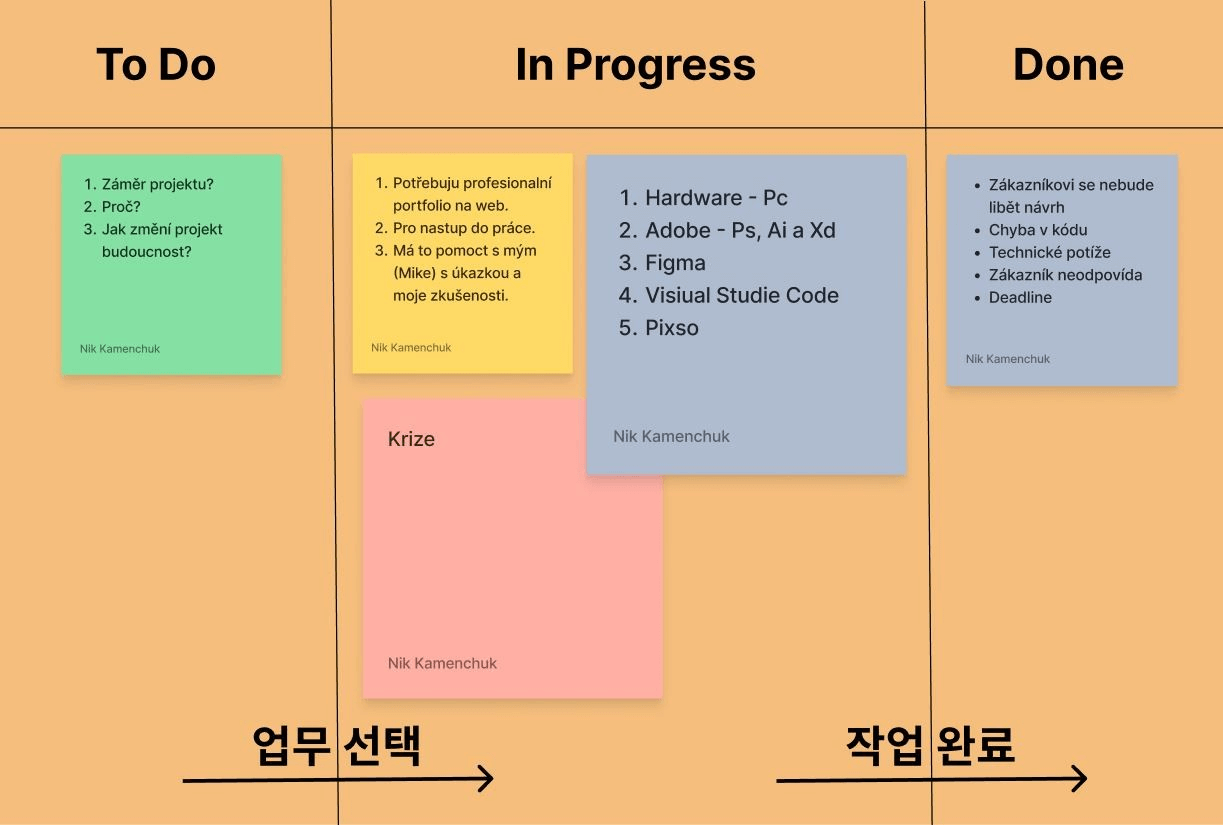 To Do
In Progress
Done
1. Záměr projektu?
2. Proč?
3. Jak změní projekt
budoucnost?
Nik Kamenchuk
1. Potřebuju profesionalní
portfolio na web.
2. Pro nastup do práce.
3. Má to pomoct s mým
(Mike) s úkazkou a
moje zkušenosti.
Nik Kamenchuk
1. Hardware - Pc
2. Adobe - Ps, Ai a Xd
3. Figma
4. Visiual Studie Code
5. Pixso
Nik Kamenchuk
Krize
Nik Kamenchuk
• Zákazníkovi se nebude
libět návrh
• Chyba v kódu
• Technické potíže
• Zákazník neodpovída
• Deadline
Nik Kamenchuk
업무 선택
작업 완료